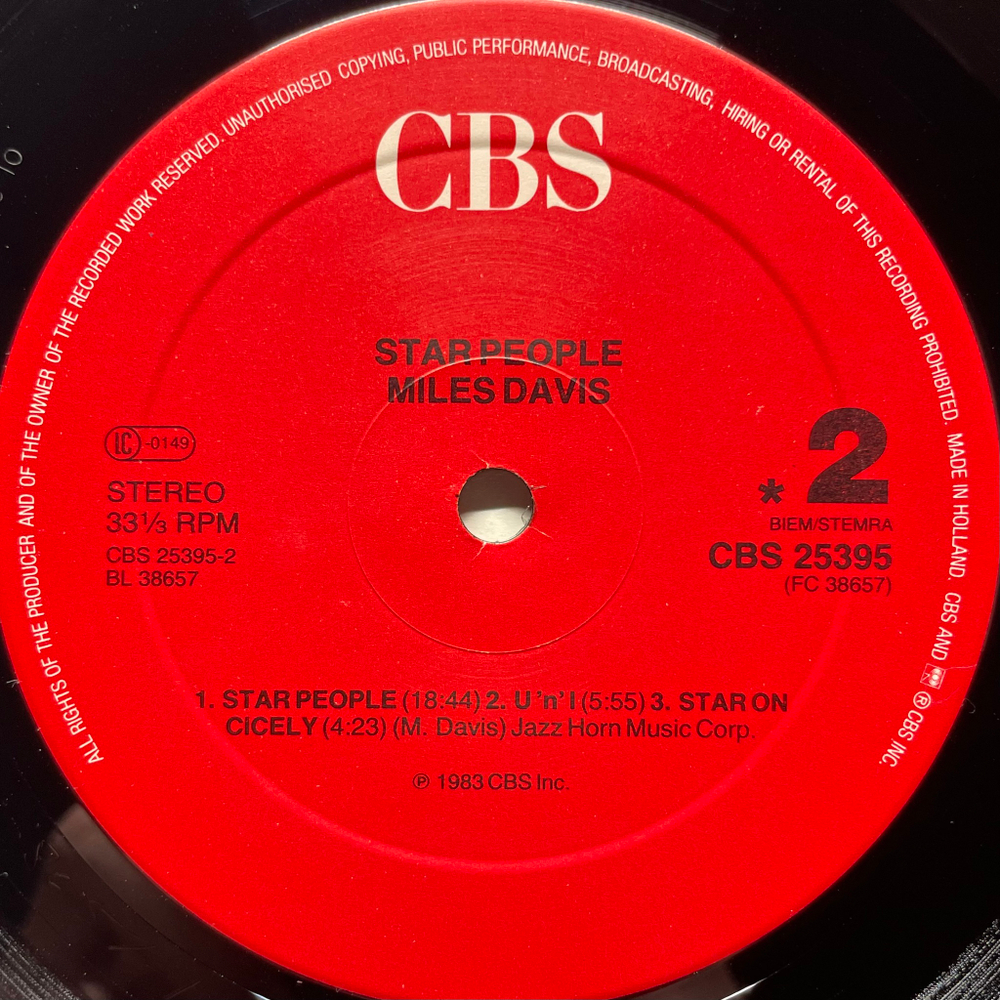 ALL RIGHTS OF THE PRODUCER AND OF THE OWNER OF THE RECORDED WORK RESERVED. UNAUTHORISED COPYING, PUBLIC PERFORMANCE, BROADCASTING, HIRING OR RENTAL OF THIS RECORDING PROHIBITED. MADE IN HOLLAND. CBS AND ® CBS INC.
CBS
STAR PEOPLE
MILES DAVIS
LC -0149
STEREO
33⅓ RPM
CBS 25395-2
BL 38657
* 2
BIEM/STEMRA
CBS 25395
(FC 38657)
1. STAR PEOPLE (18:44) 2. U 'n' I (5:55) 3. STAR ON
CiCELY (4:23) (M. Davis) Jazz Horn Music Corp.
℗ 1983 CBS Inc.